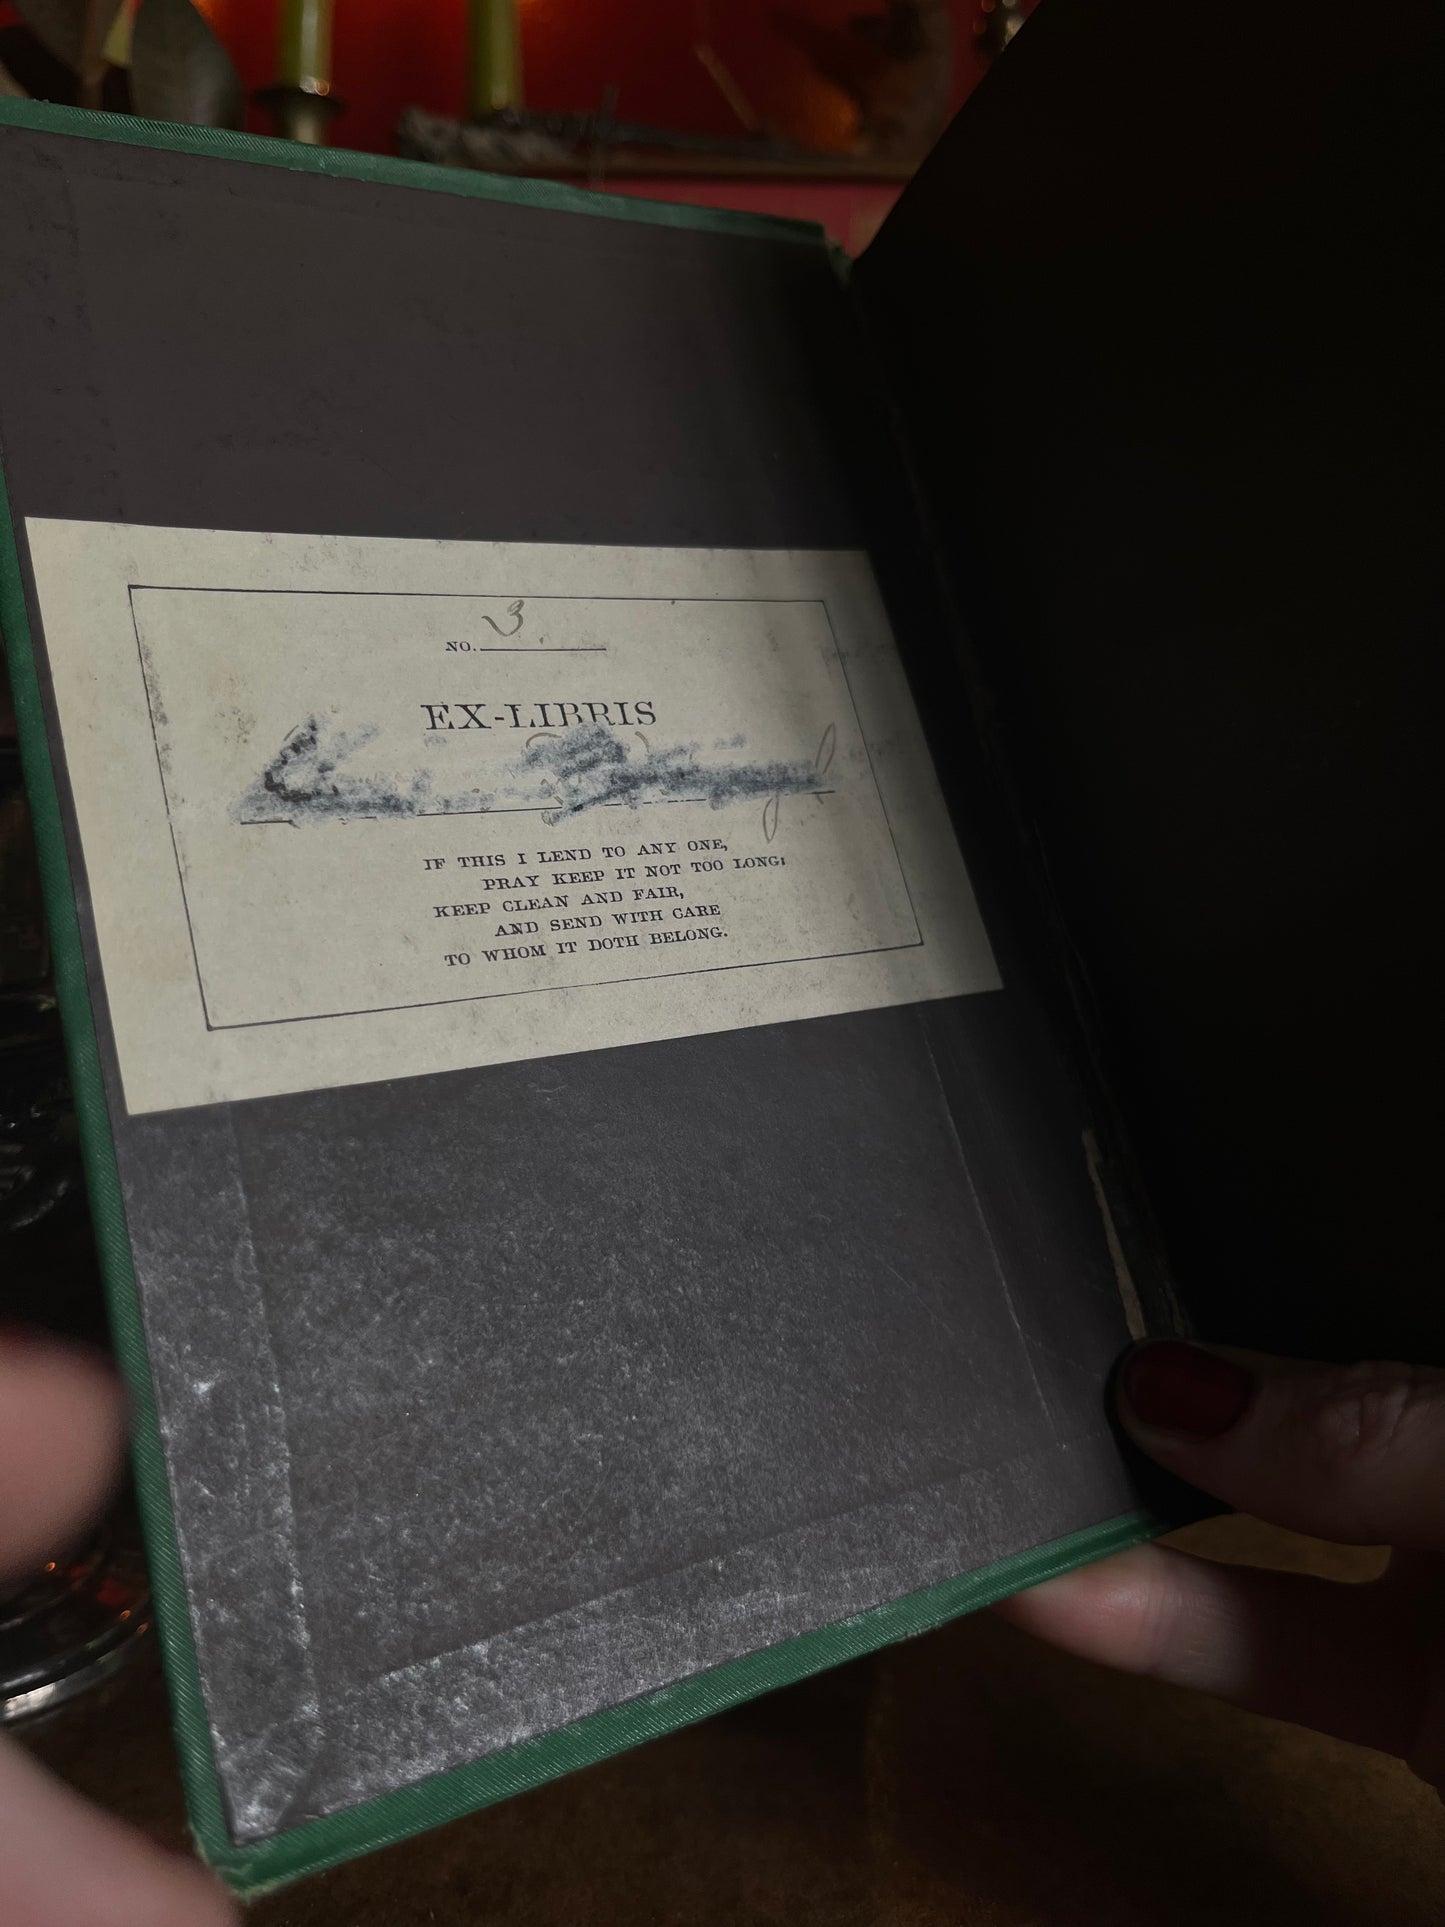 NO. 3.
EX-LIBRIS
IF THIS I LEND TO ANY ONE,
PRAY KEEP IT NOT TOO LONG;
KEEP CLEAN AND FAIR,
AND SEND WITH CARE
TO WHOM IT DOTH BELONG.